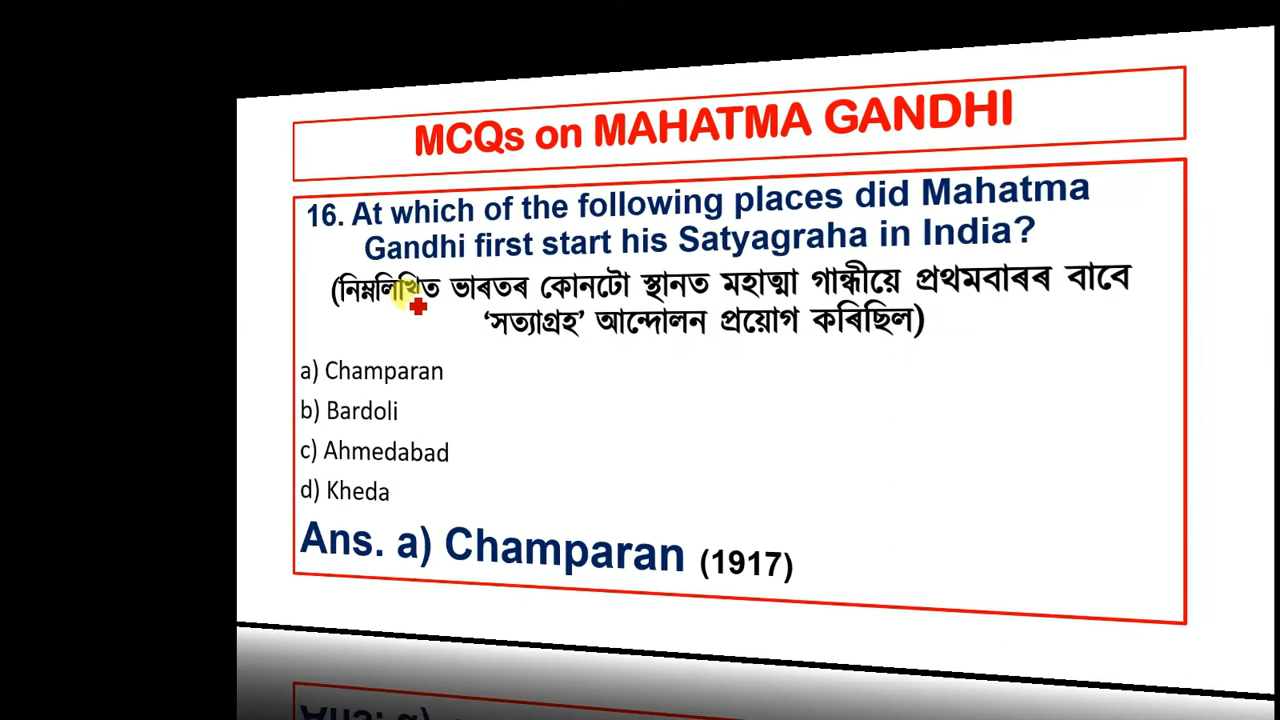 MCQs on MAHATMA GANDHI
16. At which of the following places did Mahatma
Gandhi first start his Satyagraha in India?
(নিম্নলিখিত ভাৰতৰ কোনটো স্থানত মহাত্মা গান্ধীয়ে প্ৰথমবাৰৰ বাবে
‘সত্যাগ্ৰহ’ আন্দোলন প্ৰয়োগ কৰিছিল)
a) Champaran
b) Bardoli
c) Ahmedabad
d) Kheda
Ans. a) Champaran (1917)